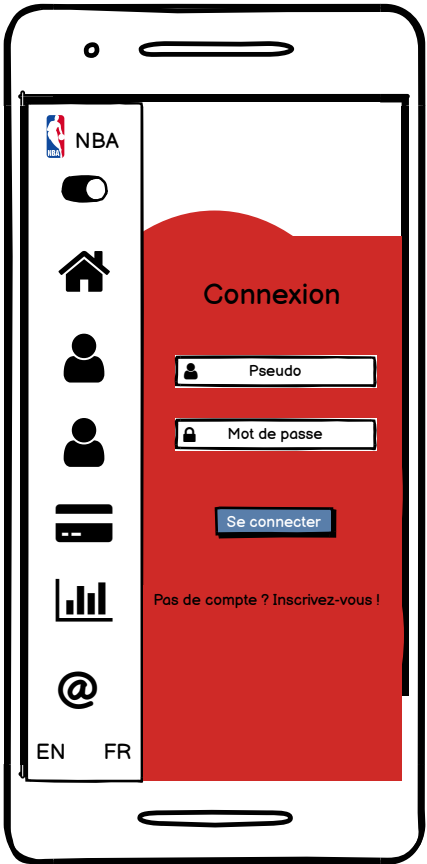 NBA
NBA
Connexion
Pseudo
Mot de passe
Se connecter
Pas de compte ? Inscrivez-vous !
@
EN FR